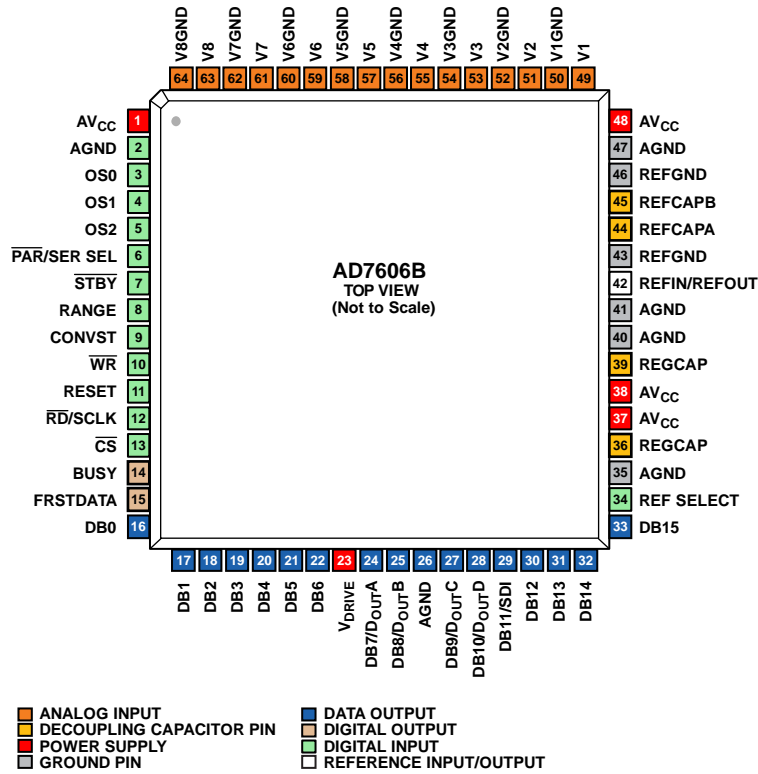 V8GND
V8
V7GND
V7
V6GND
V6
V5GND
V5
V4GND
V4
V3GND
V3
V2GND
V2
V1GND
V1
64 63 62 61 60 59 58 57 56 55 54 53 52 51 50 49
AVCC 1
AGND 2
OS0 3
OS1 4
OS2 5
PAR/SER SEL 6
STBY 7
RANGE 8
CONVST 9
WR 10
RESET 11
RD/SCLK 12
CS 13
BUSY 14
FRSTDATA 15
DB0 16
AD7606B
TOP VIEW
(Not to Scale)
48 AVCC
47 AGND
46 REFGND
45 REFCAPB
44 REFCAPA
43 REFGND
42 REFIN/REFOUT
41 AGND
40 AGND
39 REGCAP
38 AVCC
37 AVCC
36 REGCAP
35 AGND
34 REF SELECT
33 DB15
17 18 19 20 21 22 23 24 25 26 27 28 29 30 31 32
DB1
DB2
DB3
DB4
DB5
DB6
VDRIVE
DB7/DOUTA
DB8/DOUTB
AGND
DB9/DOUTC
DB10/DOUTD
DB11/SDI
DB12
DB13
DB14
ANALOG INPUT
DECOUPLING CAPACITOR PIN
POWER SUPPLY
GROUND PIN
DATA OUTPUT
DIGITAL OUTPUT
DIGITAL INPUT
REFERENCE INPUT/OUTPUT